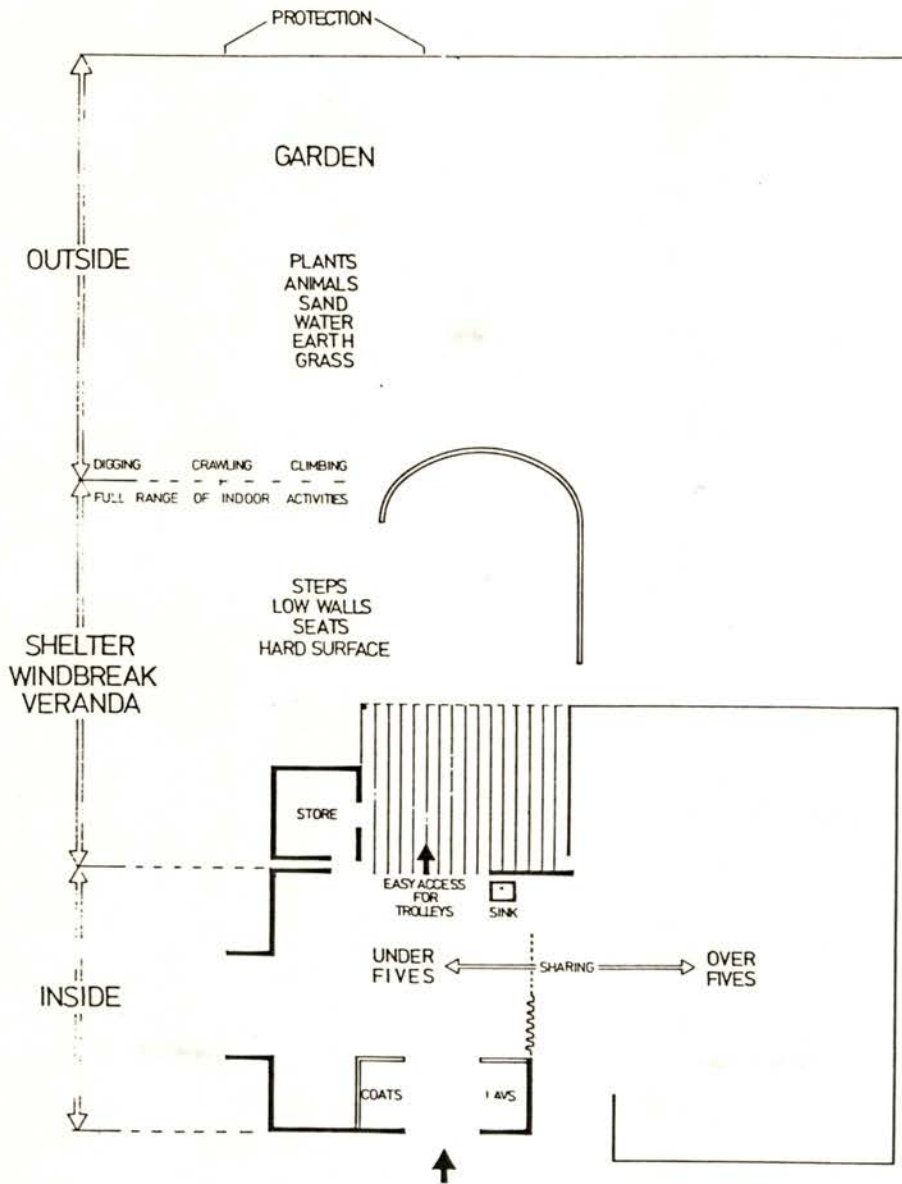 PROTECTION
GARDEN
OUTSIDE
PLANTS
ANIMALS
SAND
WATER
EARTH
GRASS
DIGGING CRAWLING CLIMBING
FULL RANGE OF INDOOR ACTIVITIES
STEPS
LOW WALLS
SEATS
HARD SURFACE
SHELTER
WINDBREAK
VERANDA
STORE
EASY ACCESS
FOR
TROLLEYS
SINK
UNDER
FIVES
SHARING
OVER
FIVES
INSIDE
COATS
LAVS